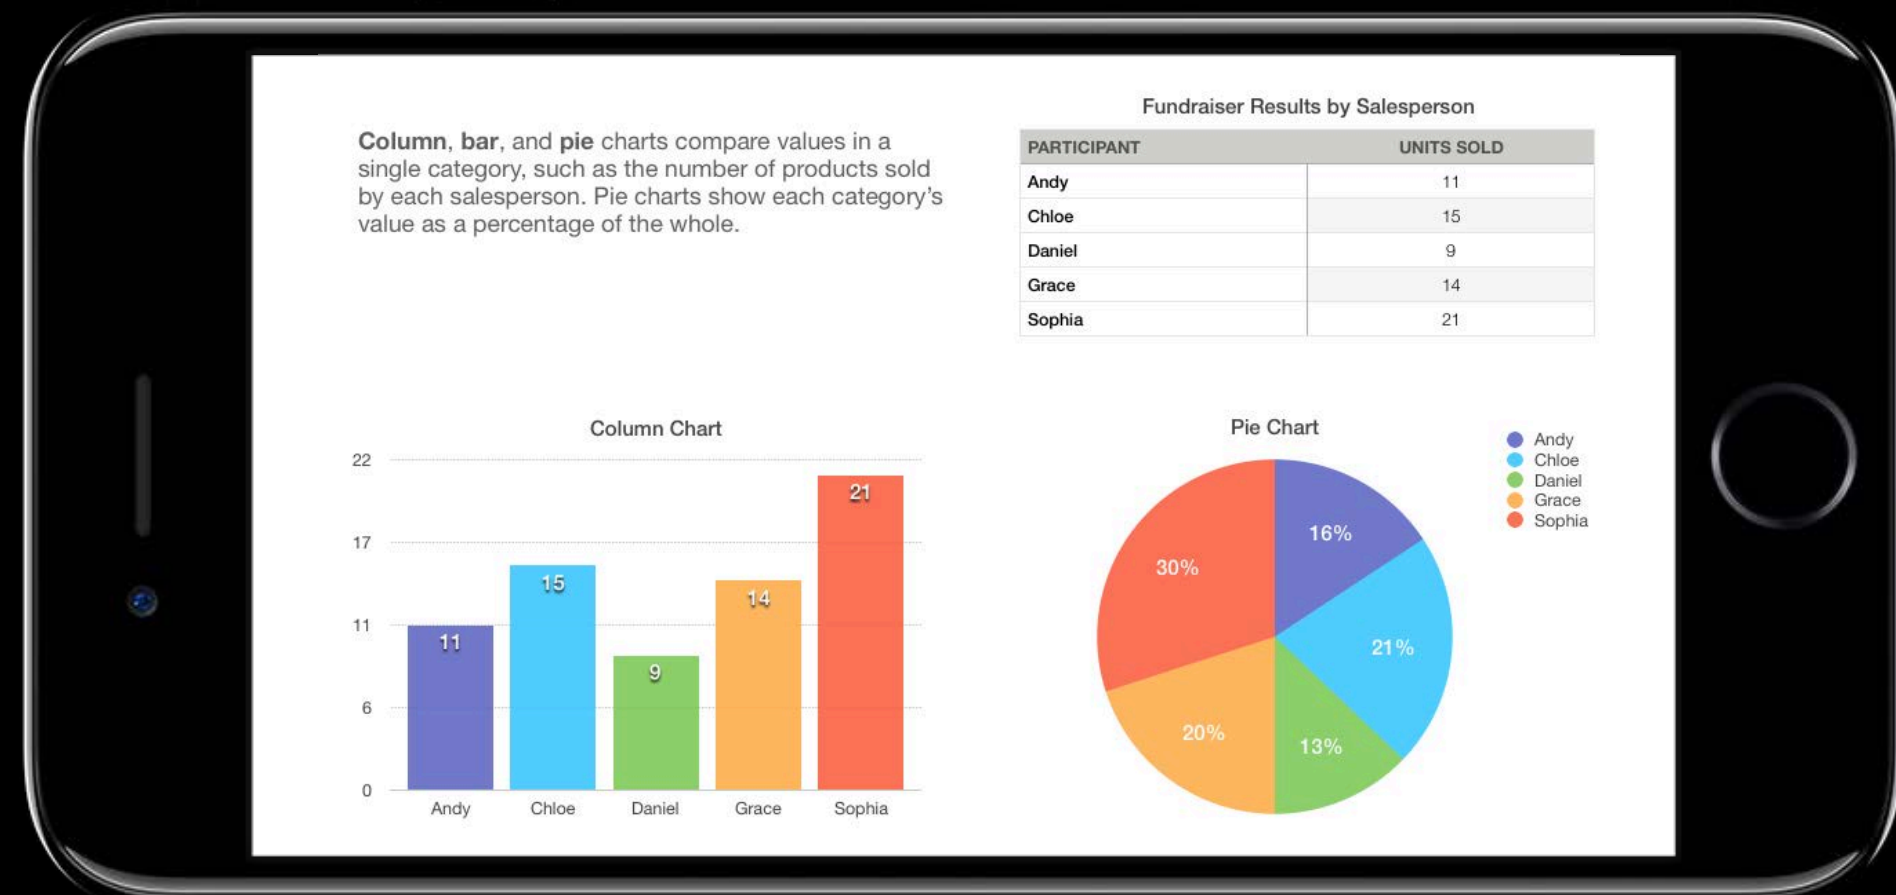 Column, bar, and pie charts compare values in a
single category, such as the number of products sold
by each salesperson. Pie charts show each category’s
value as a percentage of the whole.
Fundraiser Results by Salesperson
PARTICIPANT UNITS SOLD
Andy 11
Chloe 15
Daniel 9
Grace 14
Sophia 21
Column Chart
22
17
11
6
0
11
15
9
14
21
Andy Chloe Daniel Grace Sophia
Pie Chart
16%
21%
13%
20%
30%
Andy
Chloe
Daniel
Grace
Sophia